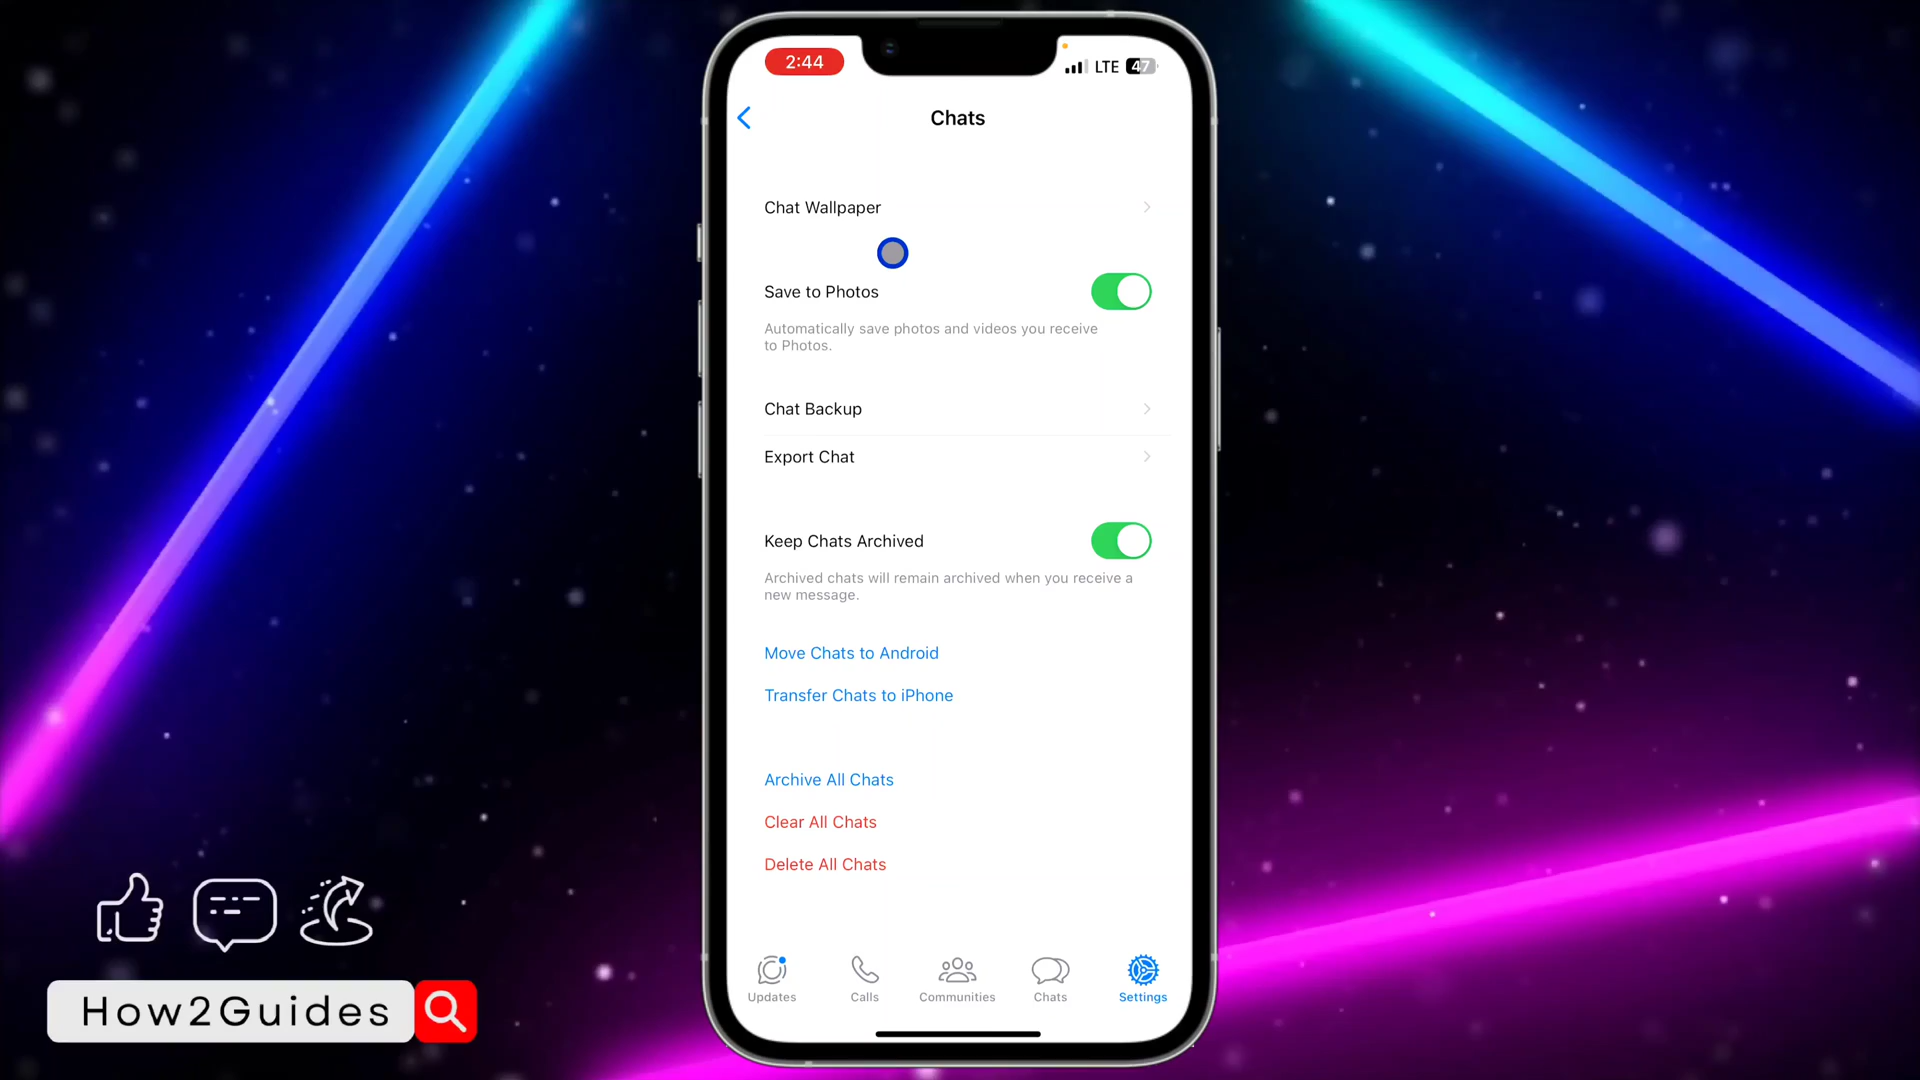 2:44
LTE 47
Chats
Chat Wallpaper
Save to Photos
Automatically save photos and videos you receive
to Photos.
Chat Backup
Export Chat
Keep Chats Archived
Archived chats will remain archived when you receive a
new message.
Move Chats to Android
Transfer Chats to iPhone
Archive All Chats
Clear All Chats
Delete All Chats
Updates Calls Communities Chats Settings
How2Guides